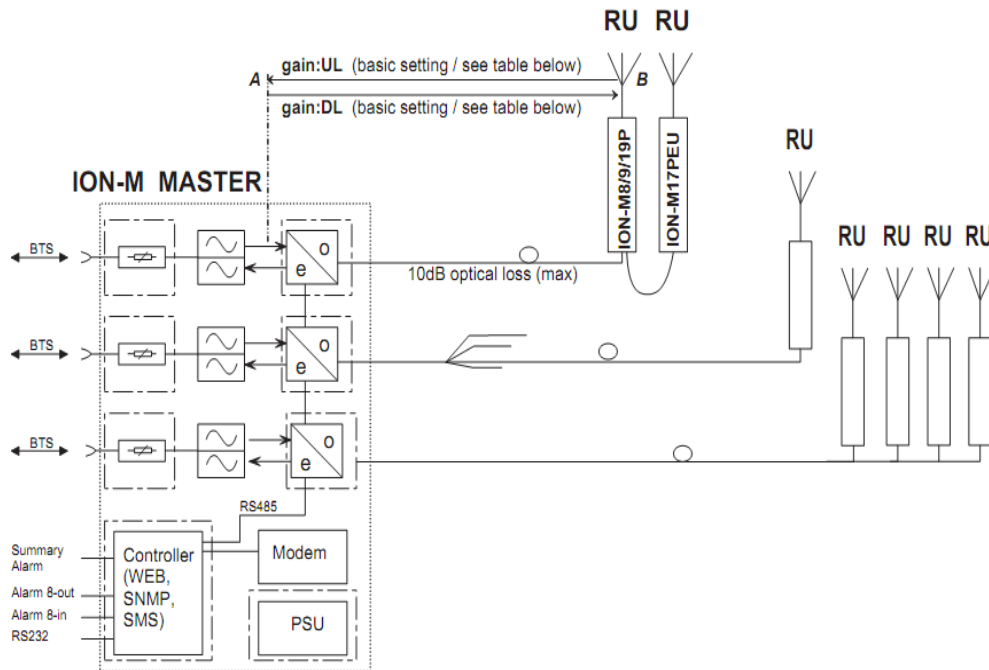 RU RU
A gain:UL (basic setting / see table below) B
gain:DL (basic setting / see table below)
ION-M8/9/19P
ION-M17PEU
RU
ION-M MASTER
RU RU RU RU
BTS
o
e
10dB optical loss (max)
BTS
o
e
BTS
o
e
RS485
Summary
Alarm
Alarm 8-out
Alarm 8-in
RS232
Controller
(WEB,
SNMP,
SMS)
Modem
PSU